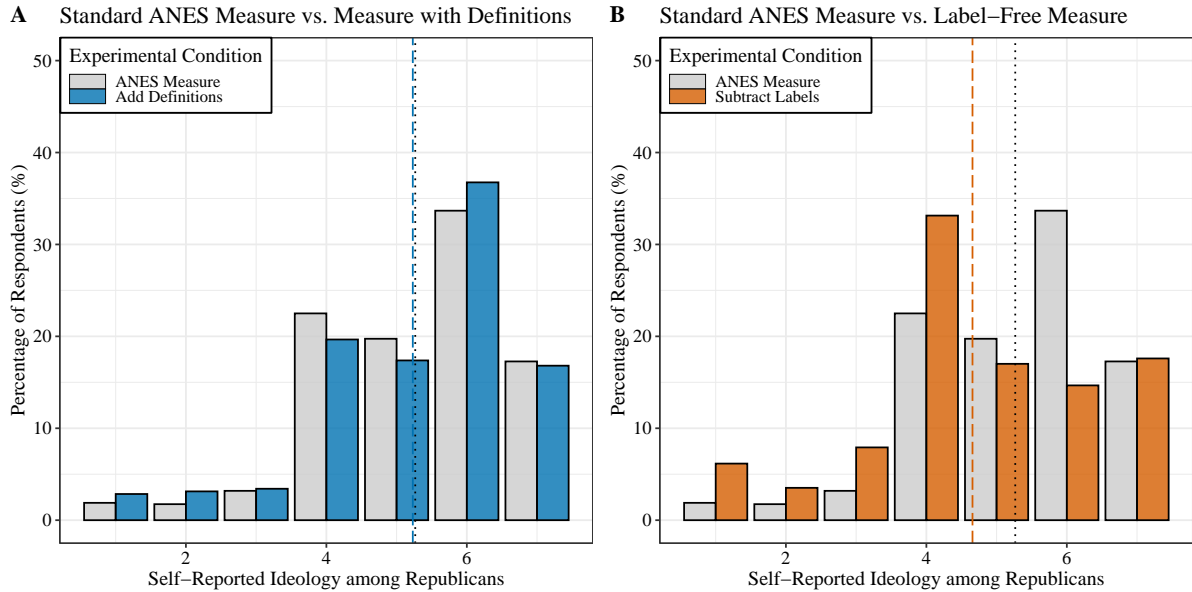 A Standard ANES Measure vs. Measure with Definitions
Experimental Condition
ANES Measure
Add Definitions
Percentage of Respondents (%)
50
40
30
20
10
0
2 4 6
Self−Reported Ideology among Republicans
B Standard ANES Measure vs. Label−Free Measure
Experimental Condition
ANES Measure
Subtract Labels
Percentage of Respondents (%)
50
40
30
20
10
0
2 4 6
Self−Reported Ideology among Republicans